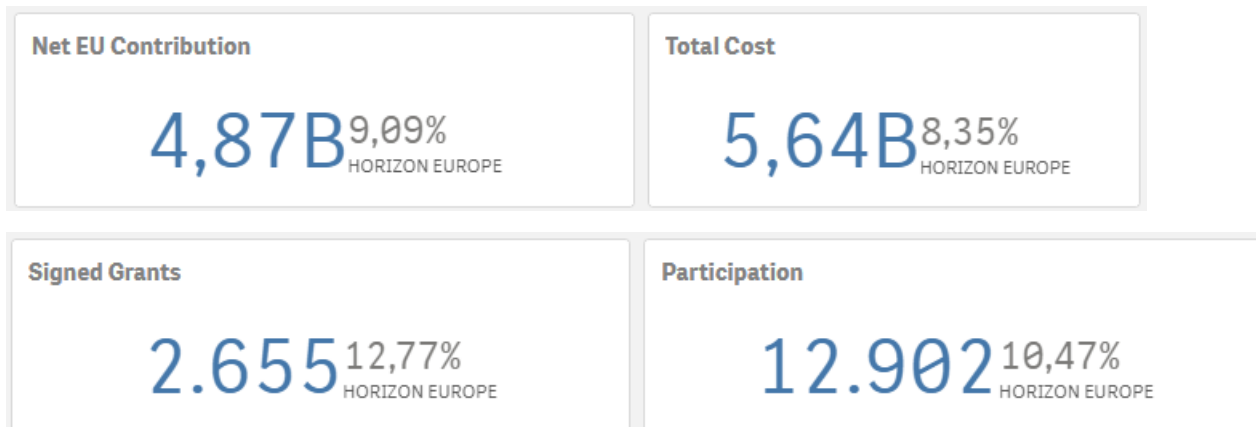 Net EU Contribution
4,87B 9,09%
HORIZON EUROPE
Total Cost
5,64B 8,35%
HORIZON EUROPE
Signed Grants
2.655 12,77%
HORIZON EUROPE
Participation
12.902 10,47%
HORIZON EUROPE